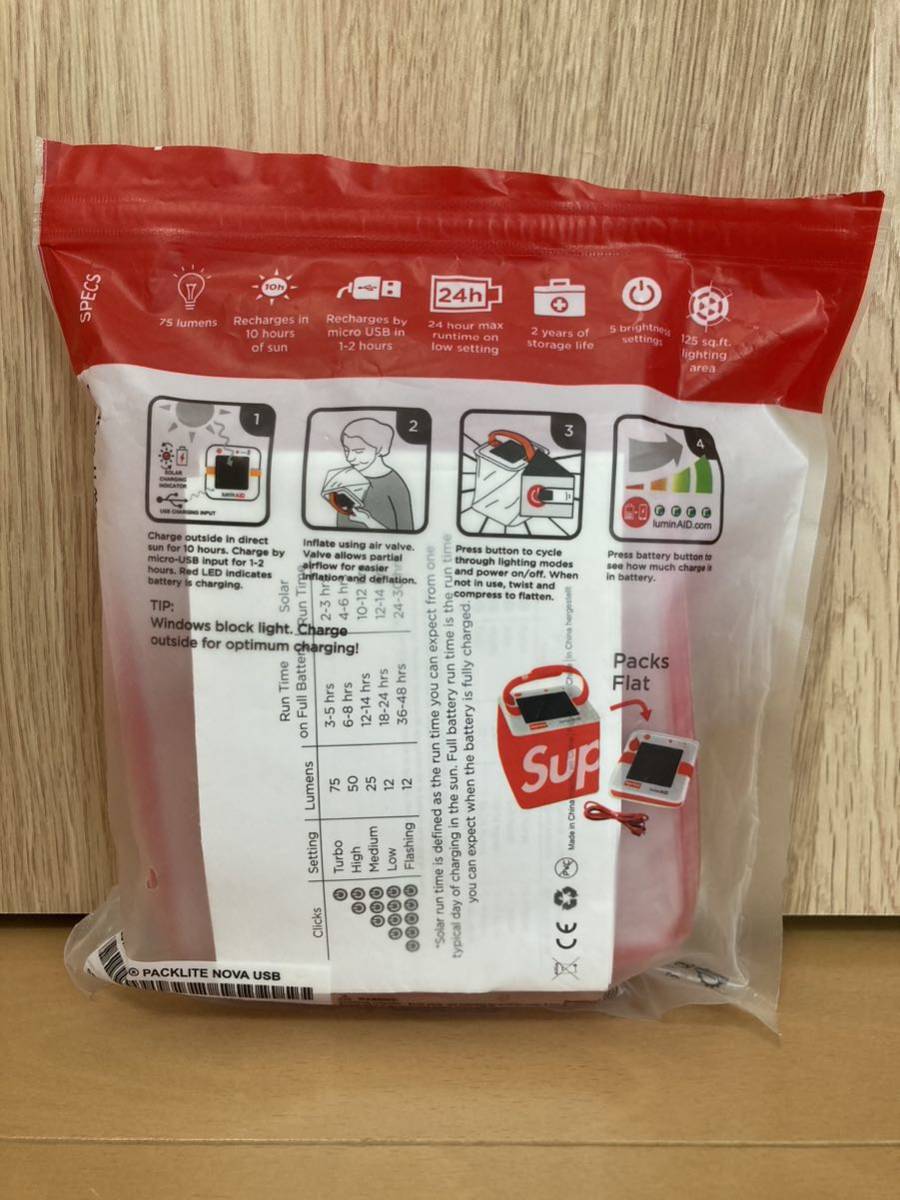 SPECS
75 lumens
10h
Recharges in
10 hours
of sun
Recharges by
micro USB in
1-2 hours
24h
24 hour max
runtime on
low setting
2 years of
storage life
5 brightness
settings
125 sq.ft.
lighting
area
1
SOLAR
CHARGING
INDICATOR
USB CHARGING INPUT
luminAID
Charge outside in direct
sun for 10 hours. Charge by
micro-USB input for 1-2
hours. Red LED indicates
battery is charging.
2
Inflate using air valve.
Valve allows partial
airflow for easier
inflation and deflation.
3
Press button to cycle
through lighting modes
and power on/off. When
not in use, twist and
compress to flatten.
4
luminAID.com
Press battery button to
see how much charge is
in battery.
TIP:
Windows block light. Charge
outside for optimum charging!
Packs
Flat
Sup
Clicks Setting Lumens Run Time on Full Battery Solar Run Time
Turbo 75 3-5 hrs 2-3 hr
High 50 6-8 hrs 4-6 hr
Medium 25 12-14 hrs 10-12
Low 12 18-24 hrs 12-14
Flashing 12 36-48 hrs 24-30
*Solar run time is defined as the run time you can expect from one
typical day of charging in the sun. Full battery run time is the run time
you can expect when the battery is fully charged.
CE PVC Made in China in China hergestellt
® PACKLITE NOVA USB
WARNING